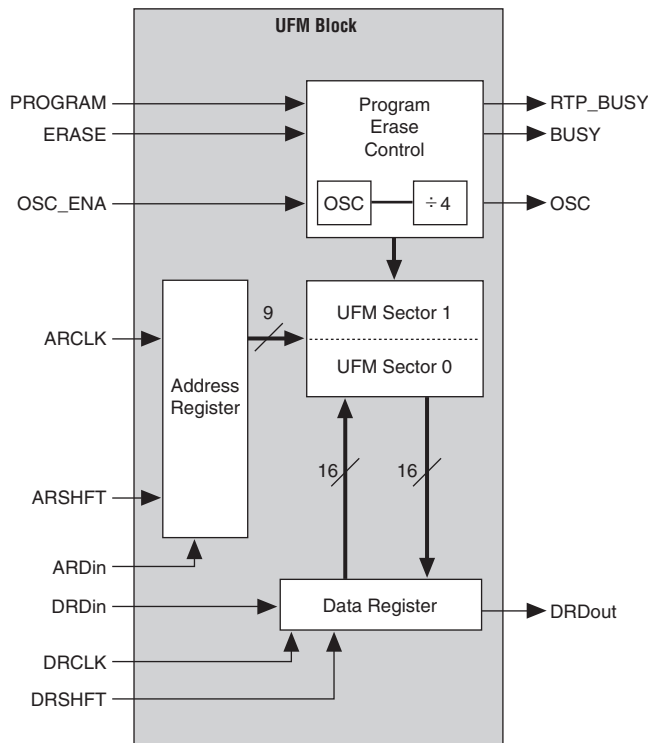 UFM Block
PROGRAM
ERASE
OSC_ENA
Program
Erase
Control
OSC
÷ 4
RTP_BUSY
BUSY
OSC
ARCLK
ARSHFT
ARDin
Address
Register
9
UFM Sector 1
UFM Sector 0
16
16
DRDin
DRCLK
DRSHFT
Data Register
DRDout